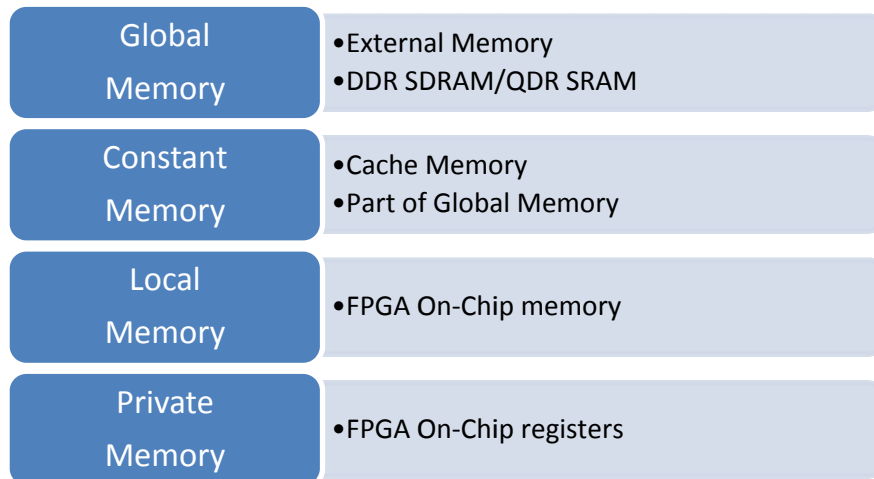 Global
Memory
•External Memory
•DDR SDRAM/QDR SRAM
Constant
Memory
•Cache Memory
•Part of Global Memory
Local
Memory
•FPGA On-Chip memory
Private
Memory
•FPGA On-Chip registers